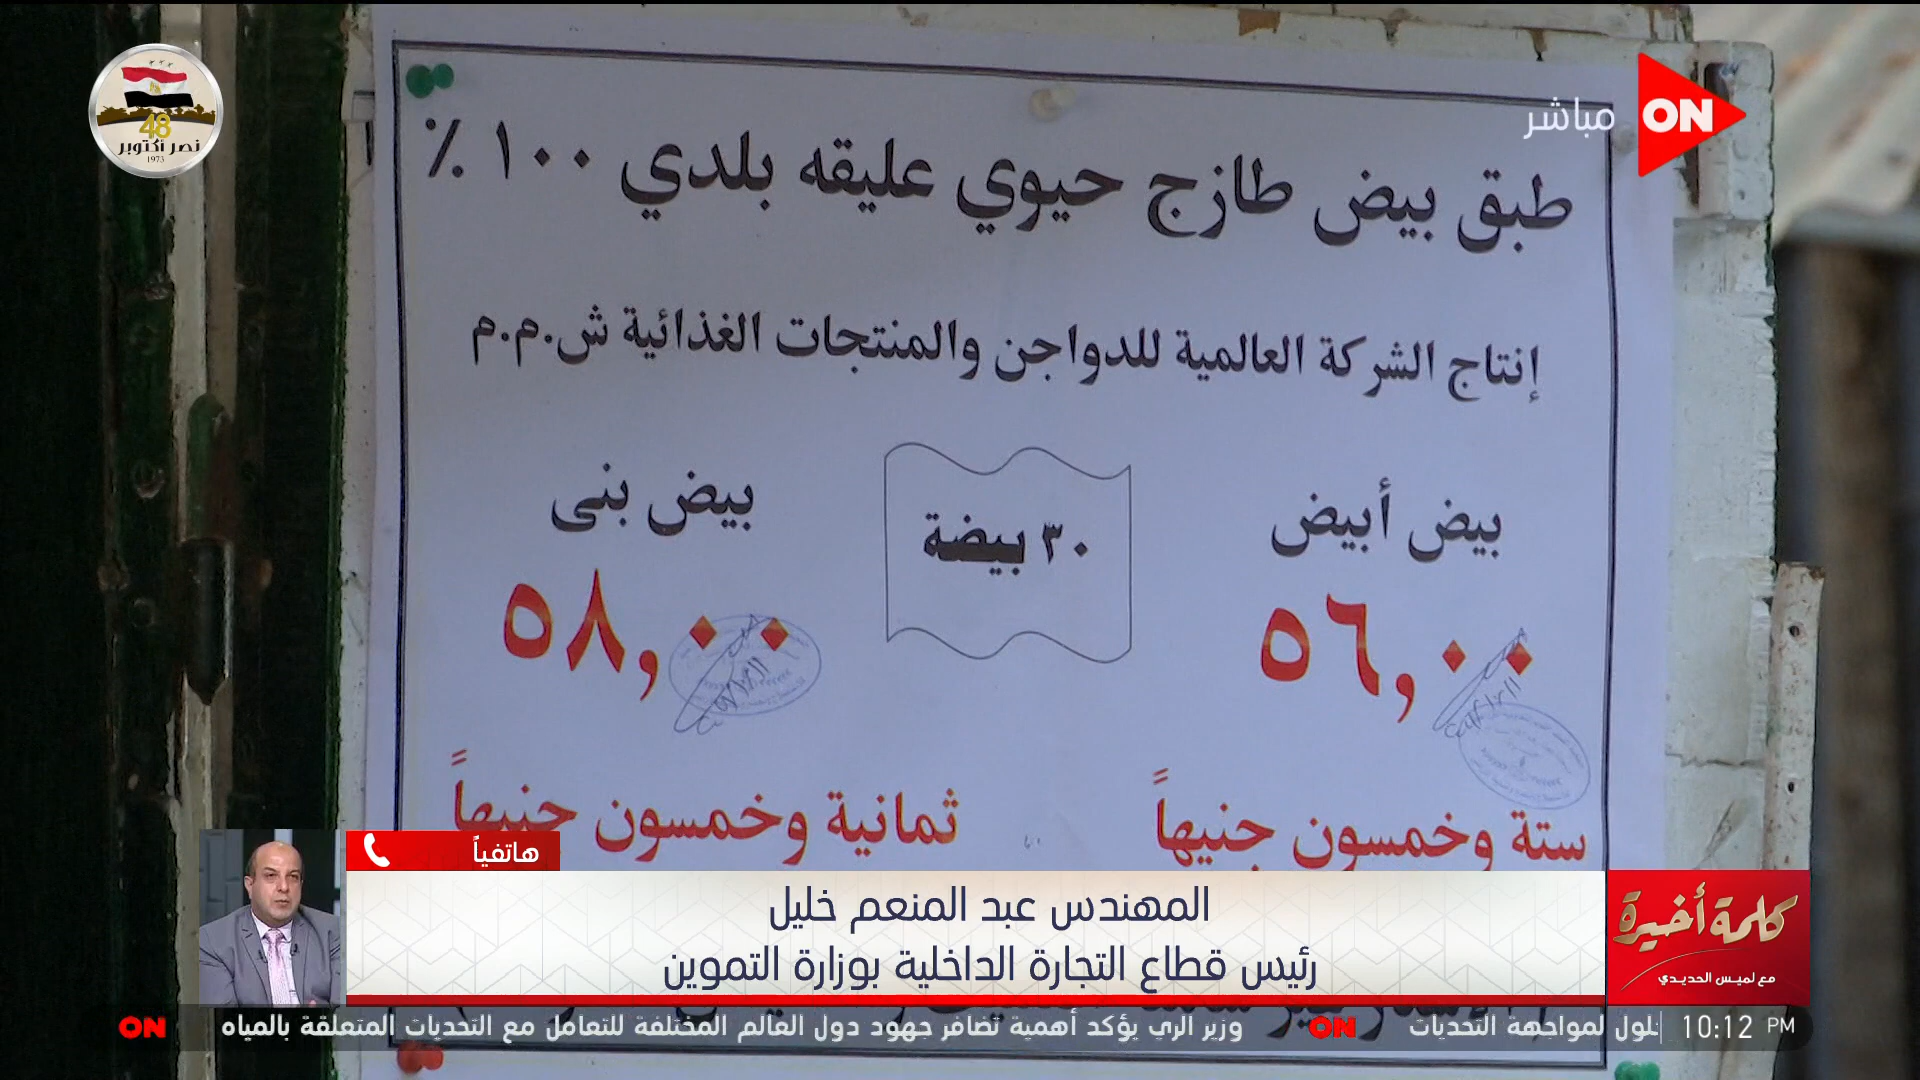 48
نصر أكتوبر
1973
مباشر ON
طبق بيض طازج حيوي عليقه بلدي ١٠٠ %
إنتاج الشركة العالمية للدواجن والمنتجات الغذائية ش.م.م
بيض أبيض
٣٠ بيضة
بيض بنى
٥٦,٠٠
٥٨,٠٠
ستة وخمسون جنيهاً
ثمانية وخمسون جنيهاً
هاتفياً
المهندس عبد المنعم خليل
رئيس قطاع التجارة الداخلية بوزارة التموين
كلمة أخيرة
مع لميس الحديدي
10:12 PM
لمواجهة التحديات ON وزير الري يؤكد أهمية تضافر جهود دول العالم المختلفة للتعامل مع التحديات المتعلقة بالمياه ON